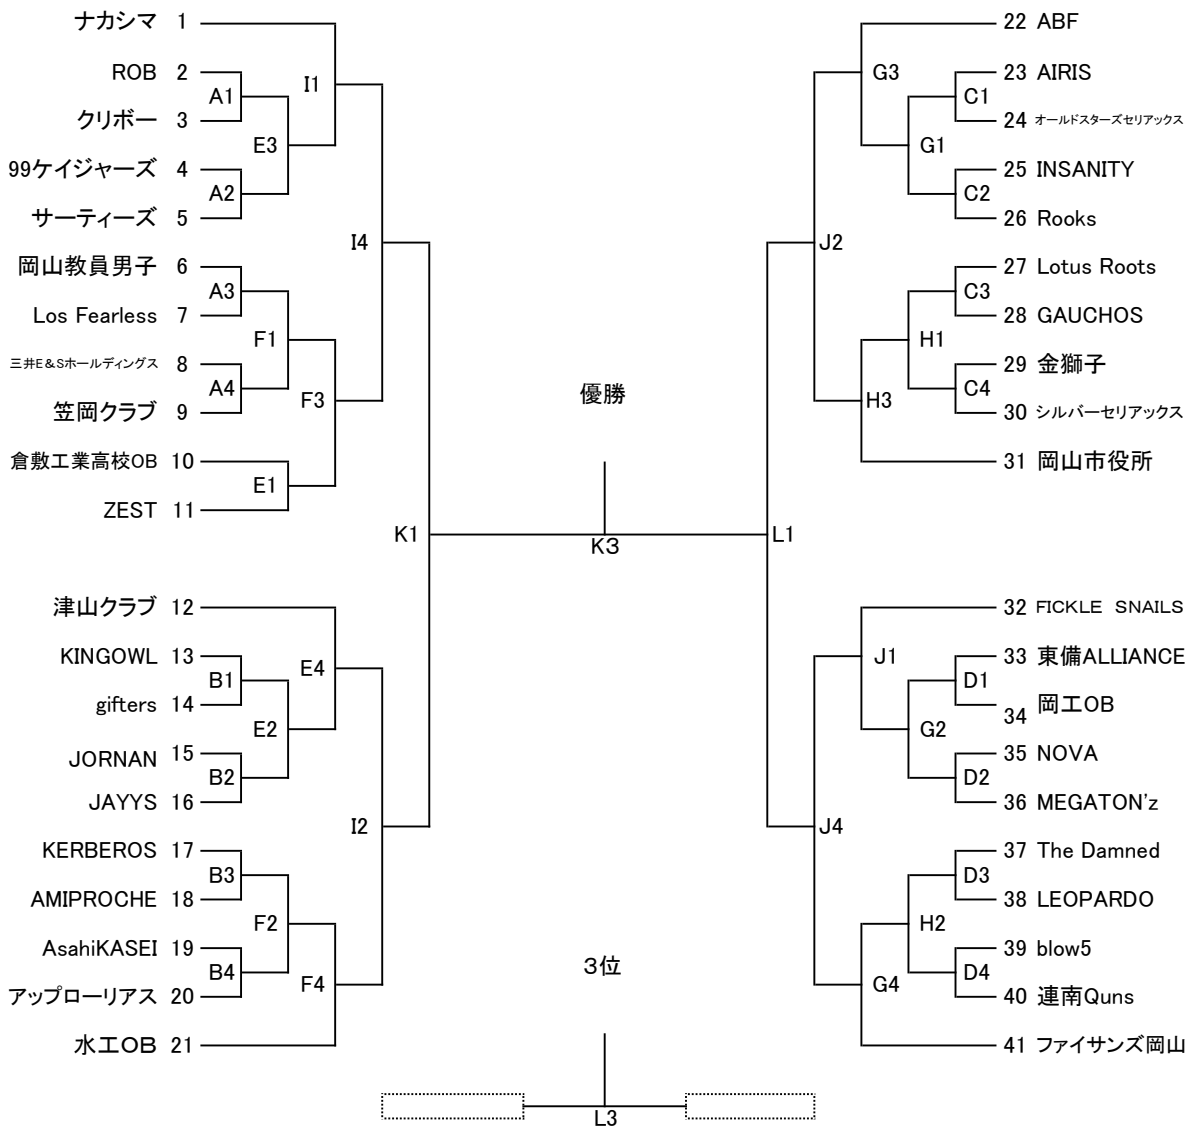 ナカシマ 1
ROB 2
A1
クリボー 3
E3
I1
99ケイジャーズ 4
A2
サーティーズ 5
I4
岡山教員男子 6
A3
Los Fearless 7
F1
三井E&Sホールディングス 8
A4
笠岡クラブ 9
F3
倉敷工業高校OB 10
E1
ZEST 11
K1
津山クラブ 12
KINGOWL 13
B1
gifters 14
E2
E4
JORNAN 15
B2
JAYYS 16
I2
KERBEROS 17
B3
AMIPROCHE 18
F2
AsahiKASEI 19
B4
アップローリアス 20
F4
水工OB 21
優勝
K3
3位
L3
22 ABF
G3
23 AIRIS
C1
24 オールドスターズセリアックス
G1
25 INSANITY
C2
26 Rooks
J2
27 Lotus Roots
C3
28 GAUCHOS
H1
29 金獅子
C4
30 シルバーセリアックス
H3
31 岡山市役所
L1
32 FICKLE SNAILS
J1
33 東備ALLIANCE
D1
34 岡工OB
G2
35 NOVA
D2
36 MEGATON'z
J4
37 The Damned
D3
38 LEOPARDO
H2
39 blow5
D4
40 連南Quns
G4
41 ファイサンズ岡山